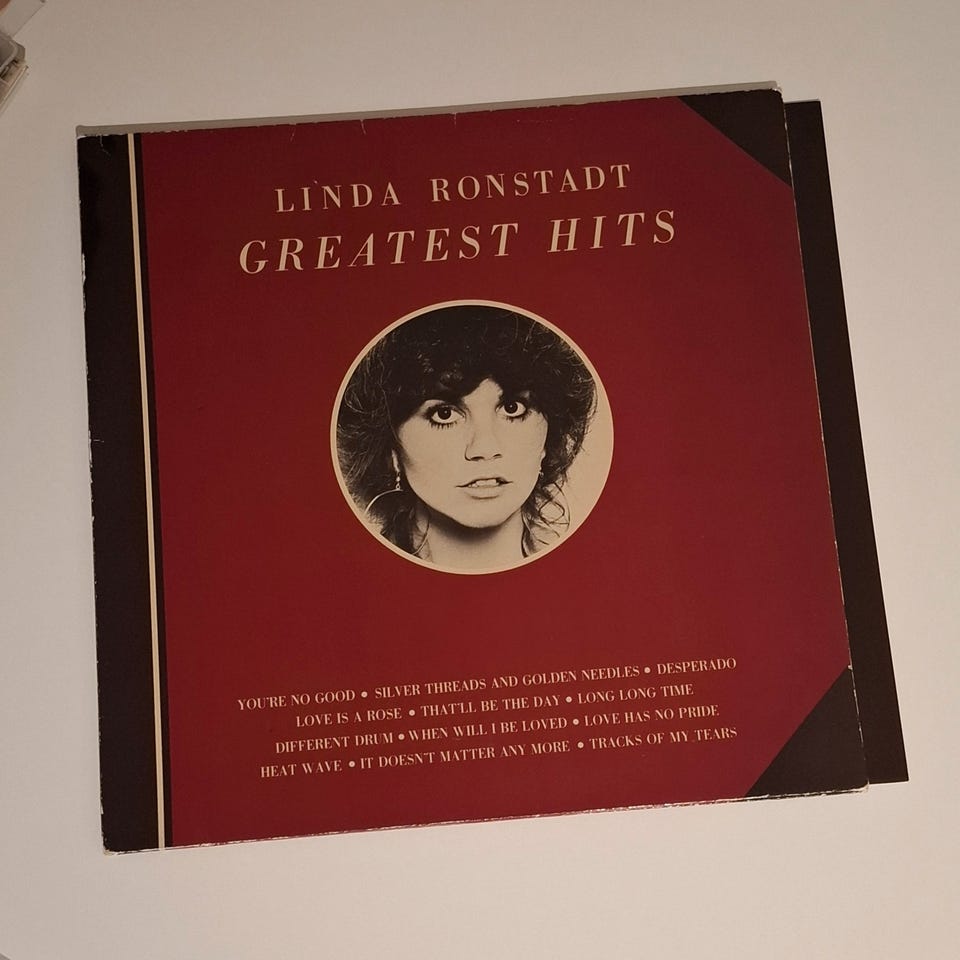 LINDA RONSTADT
GREATEST HITS
YOU'RE NO GOOD • SILVER THREADS AND GOLDEN NEEDLES • DESPERADO
LOVE IS A ROSE • THAT'LL BE THE DAY • LONG LONG TIME
DIFFERENT DRUM • WHEN WILL I BE LOVED • LOVE HAS NO PRIDE
HEAT WAVE • IT DOESN'T MATTER ANY MORE • TRACKS OF MY TEARS